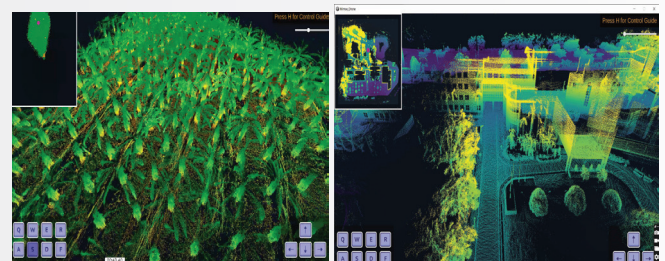 Press H for Control Guide
Q W E R
A S D F
↑
← ↓ →
Press H for Control Guide
Q W E R
A S D F
↑
← ↓ →